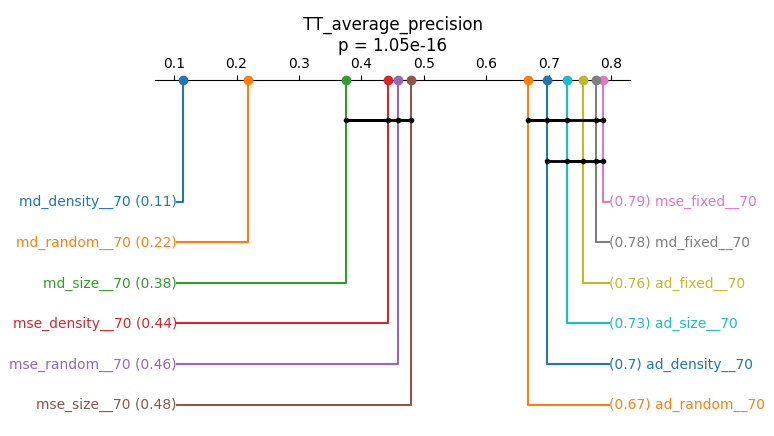 TT_average_precision
p = 1.05e-16
0.1 0.2 0.3 0.4 0.5 0.6 0.7 0.8
md_density__70 (0.11) (0.79) mse_fixed__70
md_random__70 (0.22) (0.78) md_fixed__70
md_size__70 (0.38) (0.76) ad_fixed__70
mse_density__70 (0.44) (0.73) ad_size__70
mse_random__70 (0.46) (0.7) ad_density__70
mse_size__70 (0.48) (0.67) ad_random__70